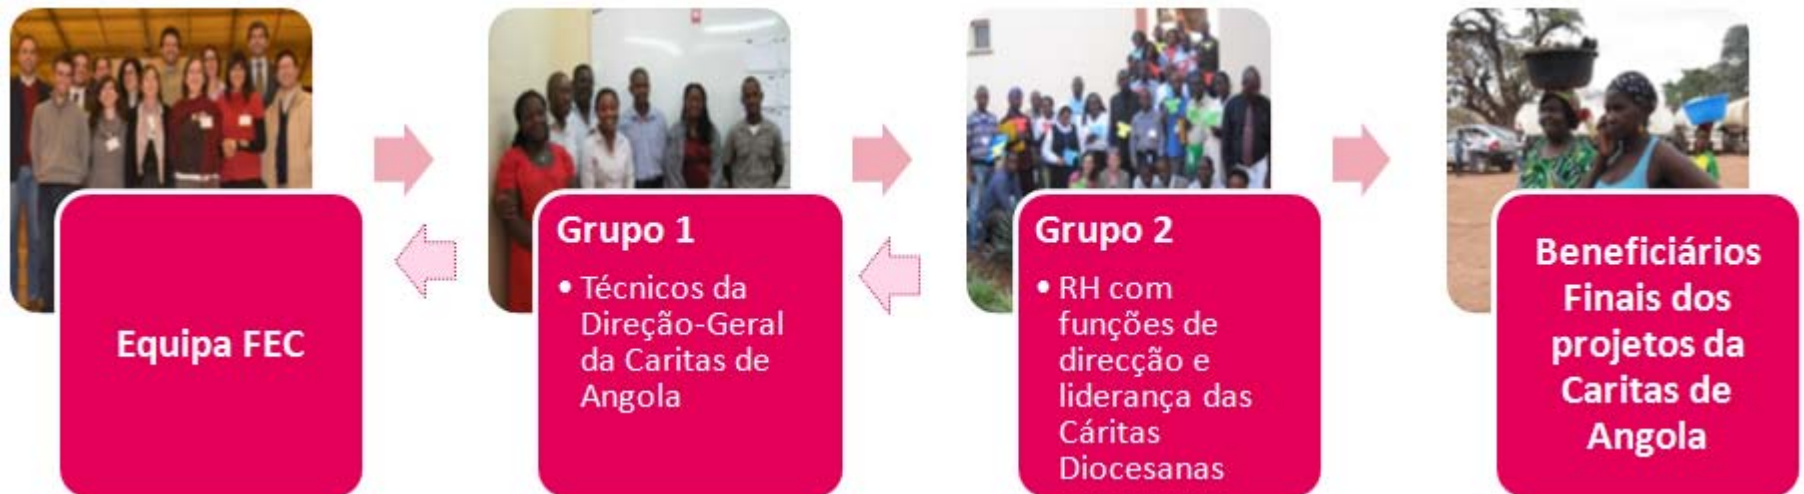 Equipa FEC
Grupo 1
• Técnicos da
Direção-Geral
da Caritas de
Angola
Grupo 2
• RH com
funções de
direcção e
liderança das
Cáritas
Diocesanas
Beneficiários
Finais dos
projetos da
Caritas de
Angola